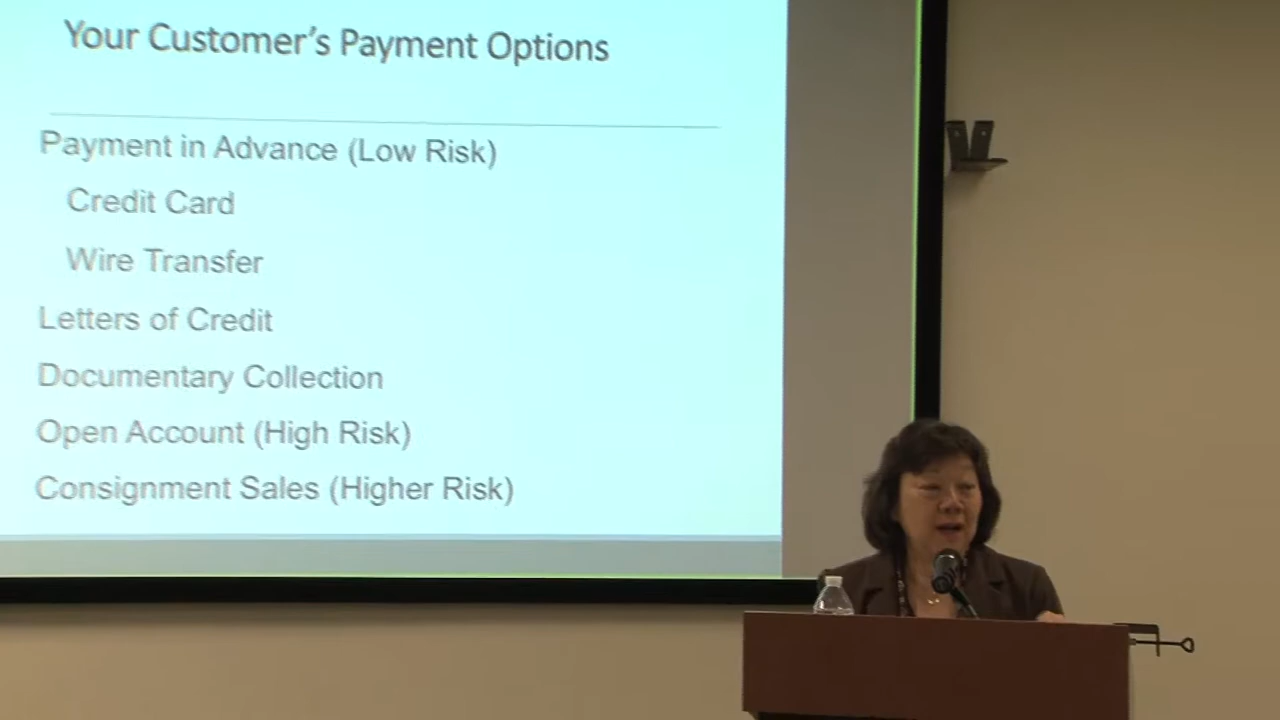 Your Customer's Payment Options
Payment in Advance (Low Risk)
Credit Card
Wire Transfer
Letters of Credit
Documentary Collection
Open Account (High Risk)
Consignment Sales (Higher Risk)